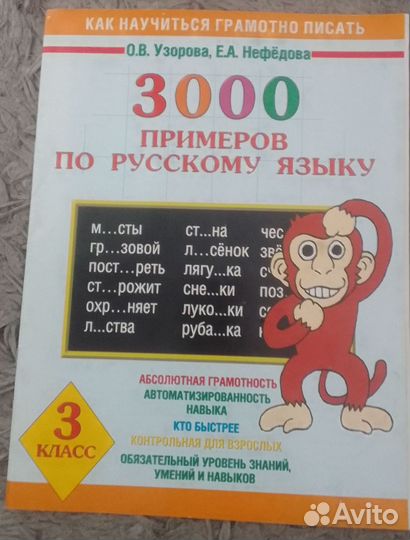 КАК НАУЧИТЬСЯ ГРАМОТНО ПИСАТЬ
О.В. Узорова, Е.А. Нефёдова
3000
ПРИМЕРОВ
ПО РУССКОМУ ЯЗЫКУ
м...сты ст...на чес
гр...зовой л...сёнок
пост...реть лягу...ка
ст...рожит сне...ки поз
охр...няет луко...ки
л...ства руба...ка
АБСОЛЮТНАЯ ГРАМОТНОСТЬ
АВТОМАТИЗИРОВАННОСТЬ
НАВЫКА
КТО БЫСТРЕЕ
КОНТРОЛЬНАЯ ДЛЯ ВЗРОСЛЫХ
ОБЯЗАТЕЛЬНЫЙ УРОВЕНЬ ЗНАНИЙ,
УМЕНИЙ И НАВЫКОВ
3
КЛАСС
Avito